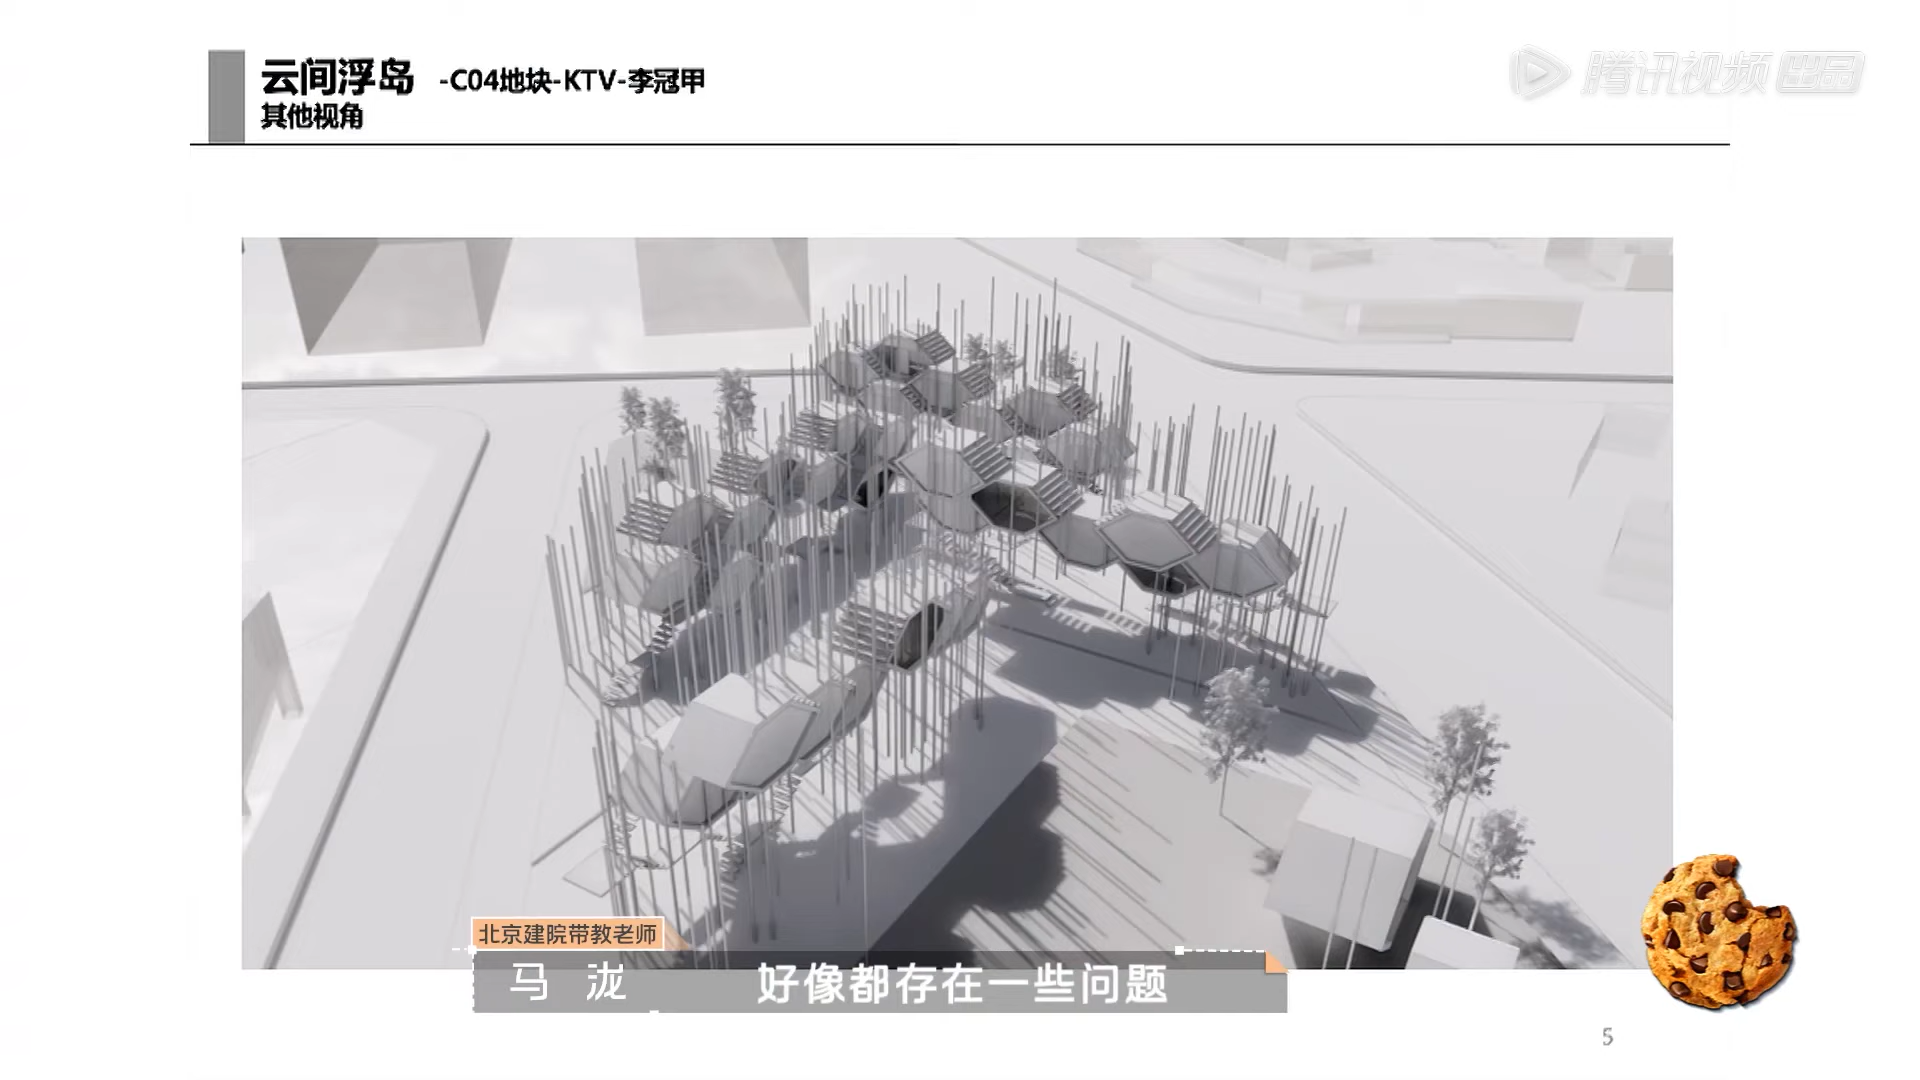 云间浮岛 -C04地块-KTV-李冠甲
其他视角
腾讯视频 出品
北京建院带教老师
马 泷
好像都存在一些问题
5